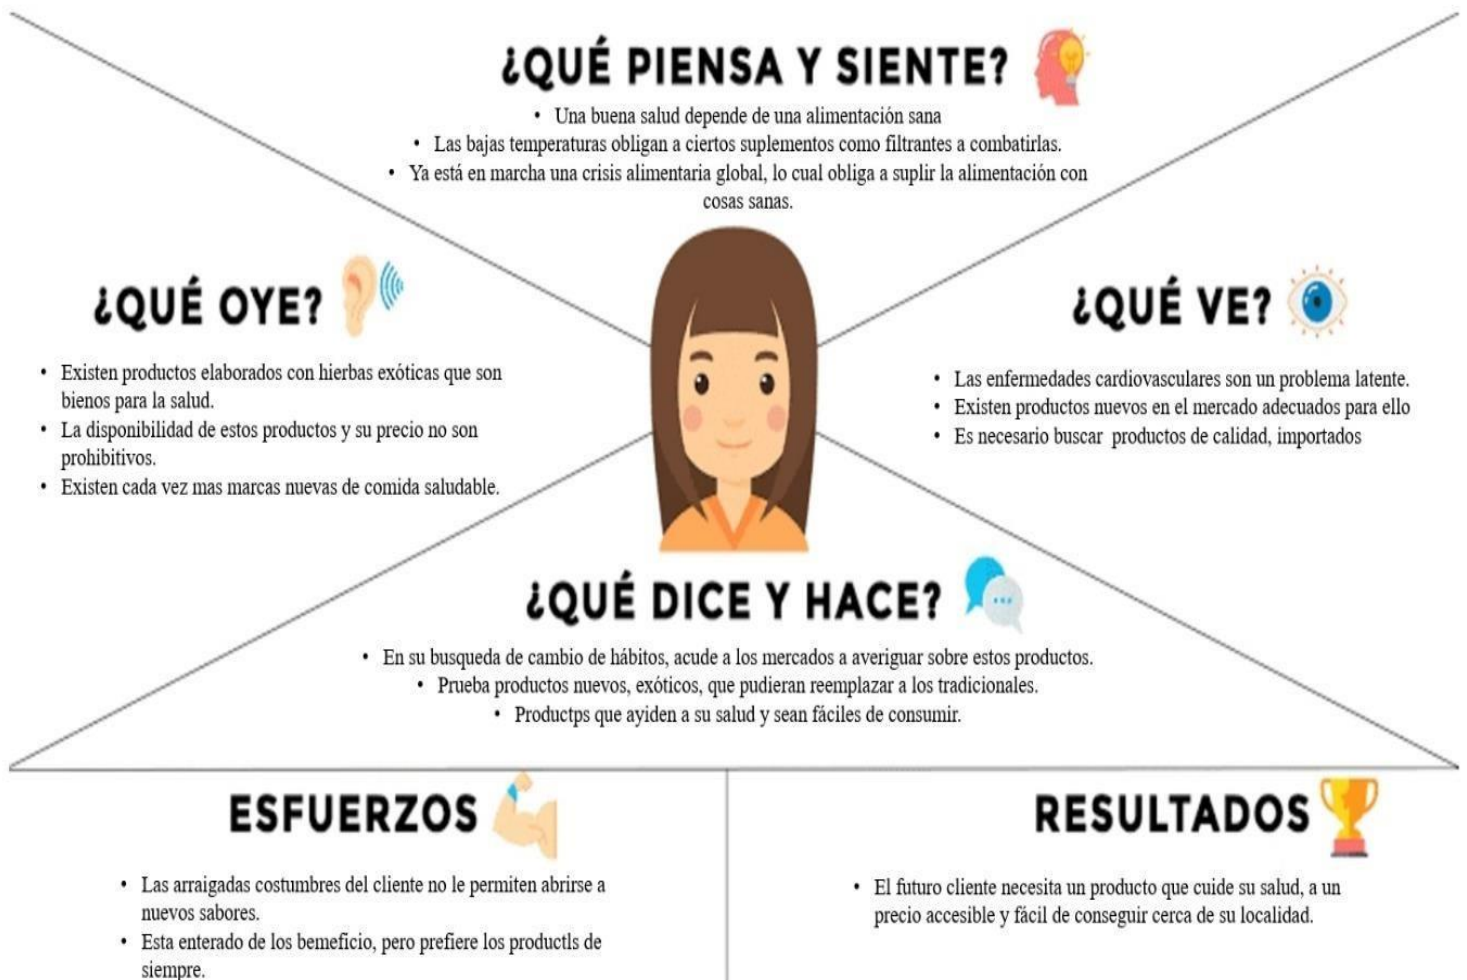 ¿QUÉ PIENSA Y SIENTE?
• Una buena salud depende de una alimentación sana
• Las bajas temperaturas obligan a ciertos suplementos como filtrantes a combatirlas.
• Ya está en marcha una crisis alimentaria global, lo cual obliga a suplir la alimentación con
cosas sanas.
¿QUÉ OYE?
• Existen productos elaborados con hierbas exóticas que son
bienos para la salud.
• La disponibilidad de estos productos y su precio no son
prohibitivos.
• Existen cada vez mas marcas nuevas de comida saludable.
¿QUÉ VE?
• Las enfermedades cardiovasculares son un problema latente.
• Existen productos nuevos en el mercado adecuados para ello
• Es necesario buscar productos de calidad, importados
¿QUÉ DICE Y HACE?
• En su busqueda de cambio de hábitos, acude a los mercados a averiguar sobre estos productos.
• Prueba productos nuevos, exóticos, que pudieran reemplazar a los tradicionales.
• Productps que ayiden a su salud y sean fáciles de consumir.
ESFUERZOS
• Las arraigadas costumbres del cliente no le permiten abrirse a
nuevos sabores.
• Esta enterado de los bemeficio, pero prefiere los productls de
siempre.
RESULTADOS
• El futuro cliente necesita un producto que cuide su salud, a un
precio accesible y fácil de conseguir cerca de su localidad.